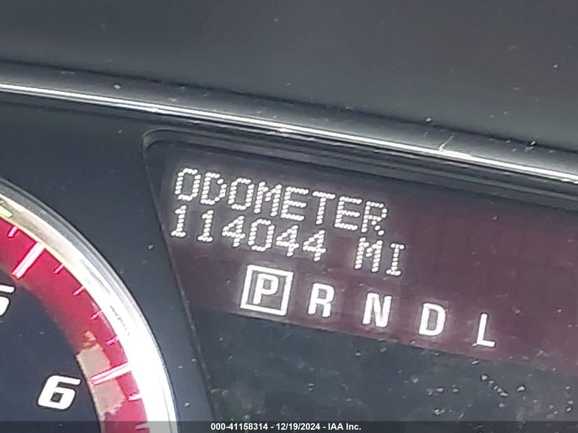 ODOMETER
114044 MI
P R N D L
5
6
000-41158314 - 12/19/2024 - IAA Inc.